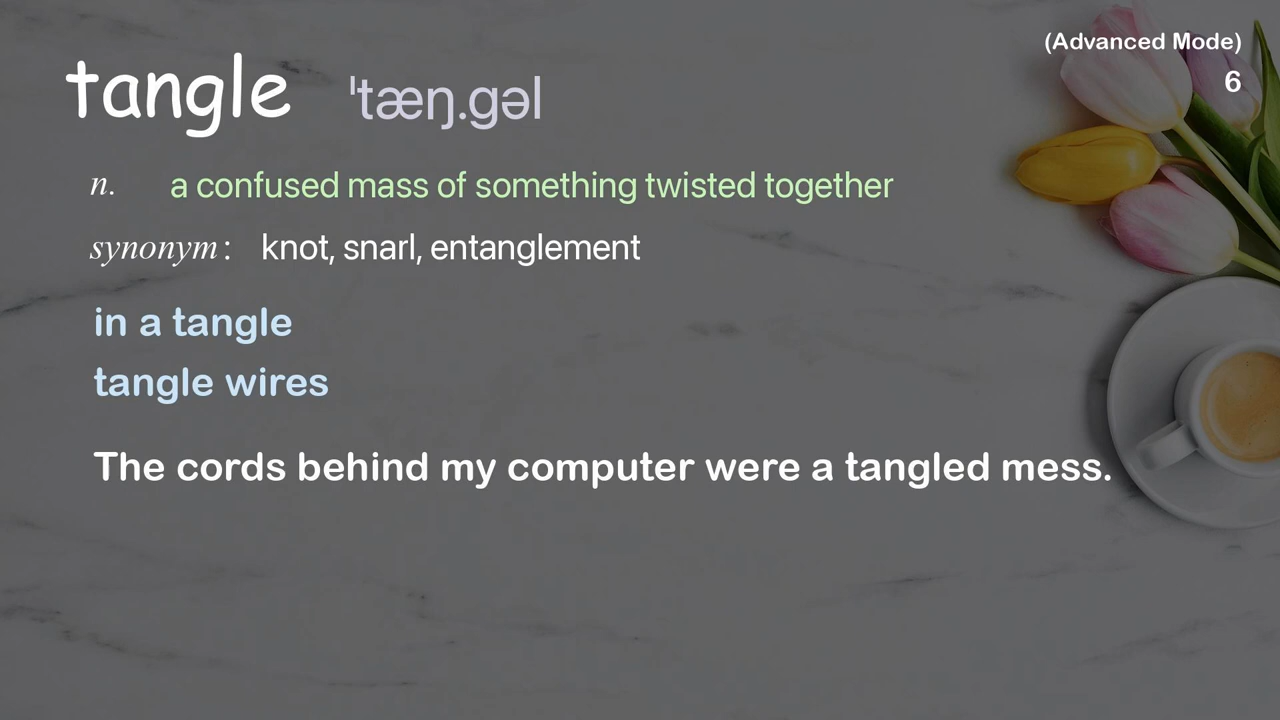 (Advanced Mode)
6
tangle ˈtæŋ.gəl
n. a confused mass of something twisted together
synonym: knot, snarl, entanglement
in a tangle
tangle wires
The cords behind my computer were a tangled mess.